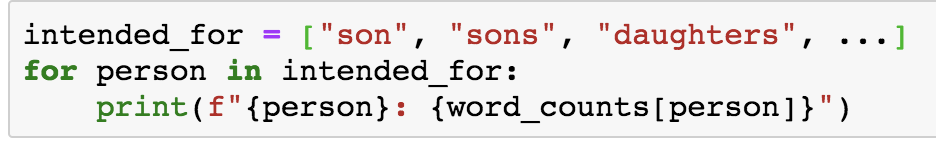 intended_for = ["son", "sons", "daughters", ...]
for person in intended_for:
    print(f"{person}: {word_counts[person]}")